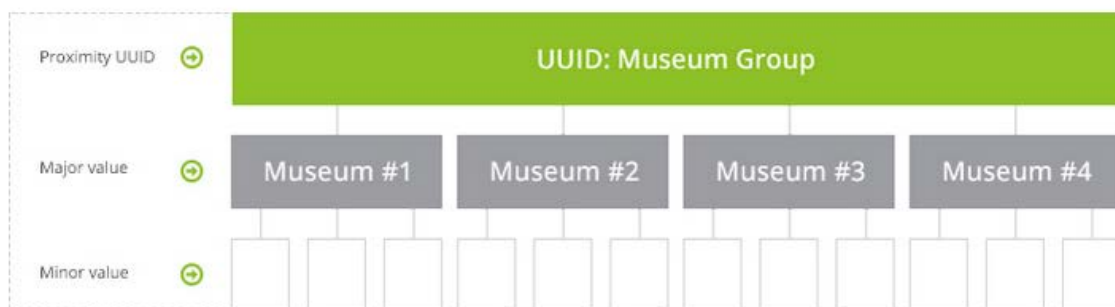 Proximity UUID
UUID: Museum Group
Major value
Museum #1
Museum #2
Museum #3
Museum #4
Minor value